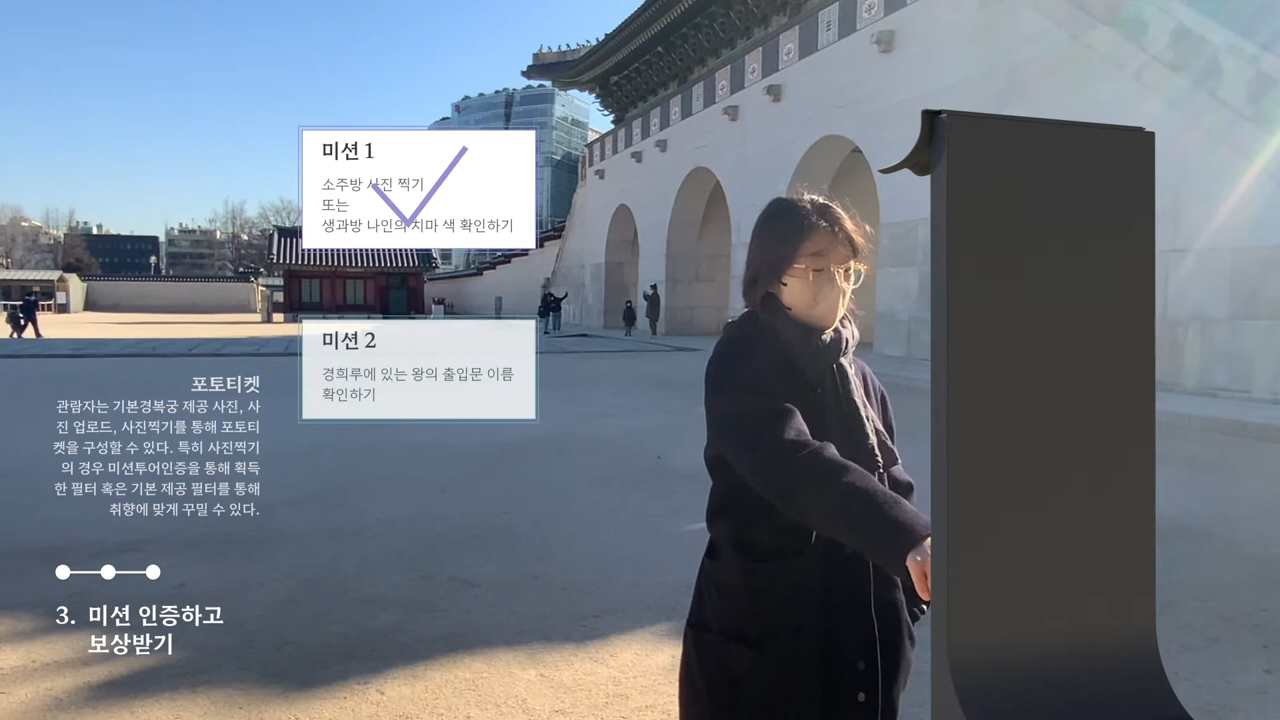 미션 1
소주방 사진 찍기
또는
생과방 나인의 치마 색 확인하기
미션 2
경희루에 있는 왕의 출입문 이름
확인하기
포토티켓
관람자는 기본경복궁 제공 사진, 사
진 업로드, 사진찍기를 통해 포토티
켓을 구성할 수 있다. 특히 사진찍기
의 경우 미션투어인증을 통해 획득
한 필터 혹은 기본 제공 필터를 통해
취향에 맞게 꾸밀 수 있다.
3. 미션 인증하고
보상받기